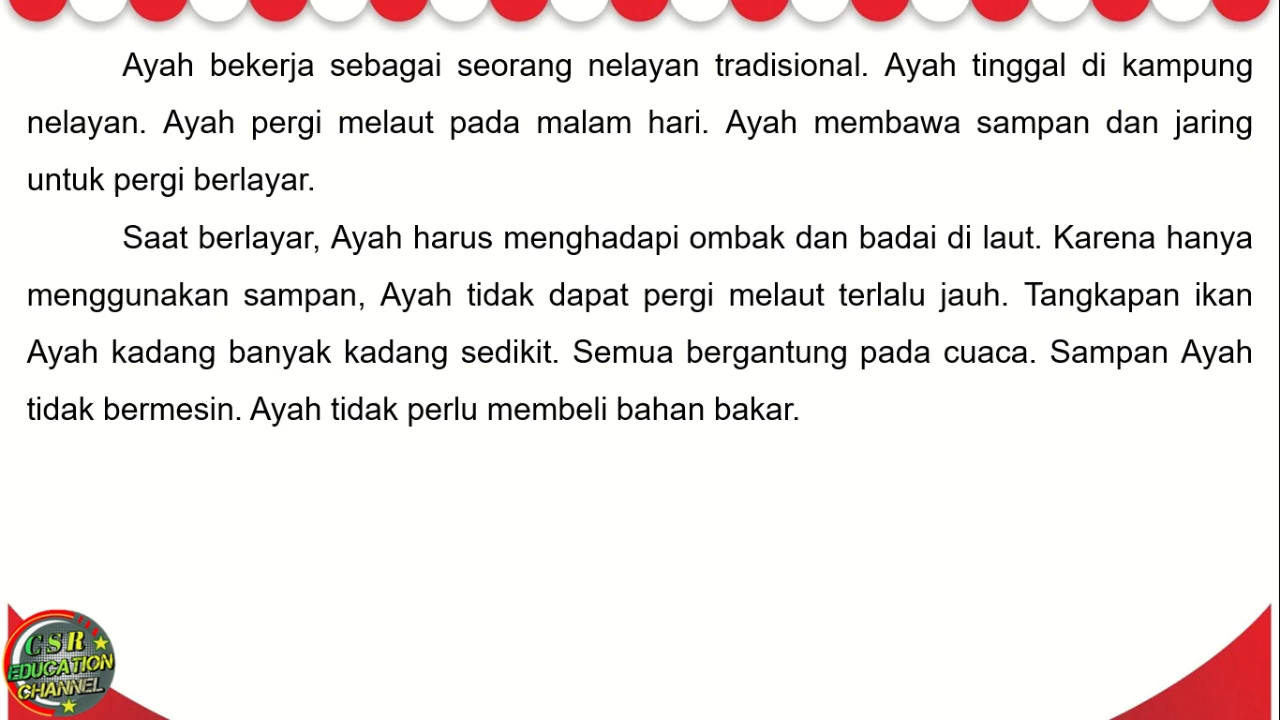 Ayah bekerja sebagai seorang nelayan tradisional. Ayah tinggal di kampung
nelayan. Ayah pergi melaut pada malam hari. Ayah membawa sampan dan jaring
untuk pergi berlayar.
Saat berlayar, Ayah harus menghadapi ombak dan badai di laut. Karena hanya
menggunakan sampan, Ayah tidak dapat pergi melaut terlalu jauh. Tangkapan ikan
Ayah kadang banyak kadang sedikit. Semua bergantung pada cuaca. Sampan Ayah
tidak bermesin. Ayah tidak perlu membeli bahan bakar.
CSR
EDUCATION
CHANNEL